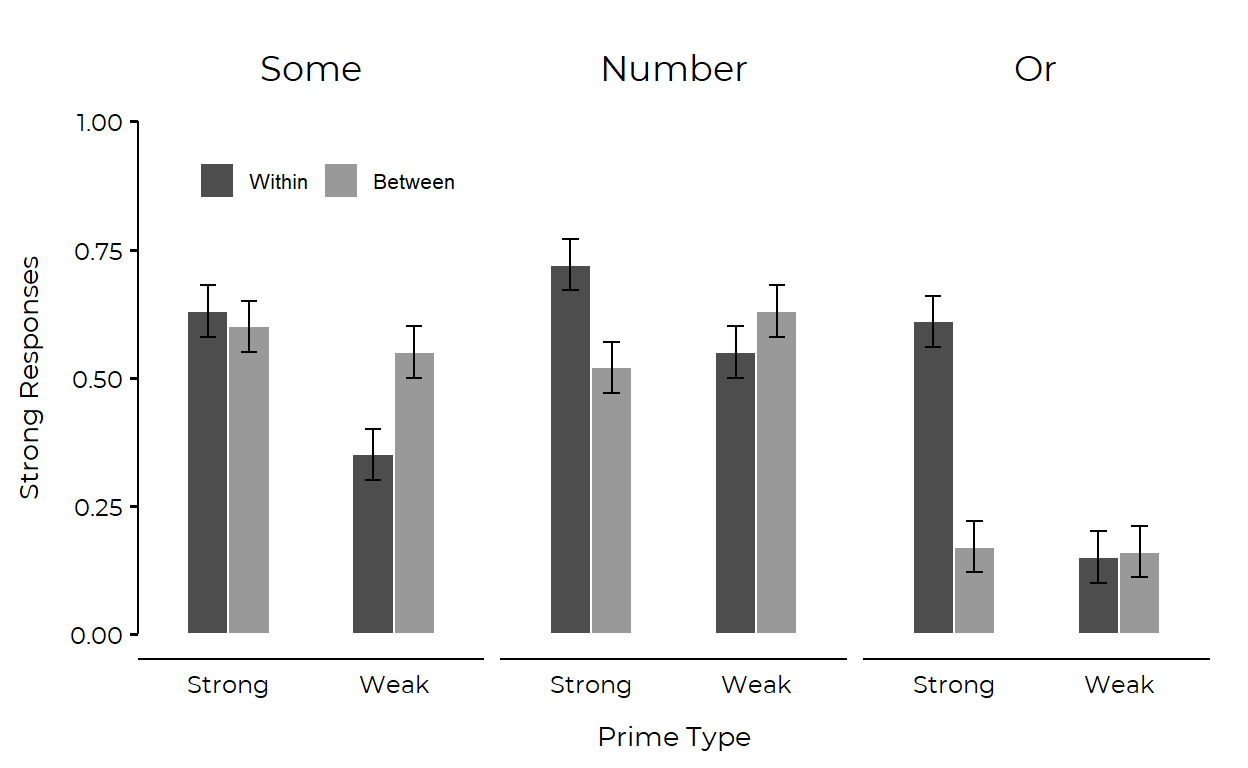 Some Number Or
1.00
Within Between
0.75
0.50
0.25
0.00
Strong Responses
Strong Weak Strong Weak Strong Weak
Prime Type